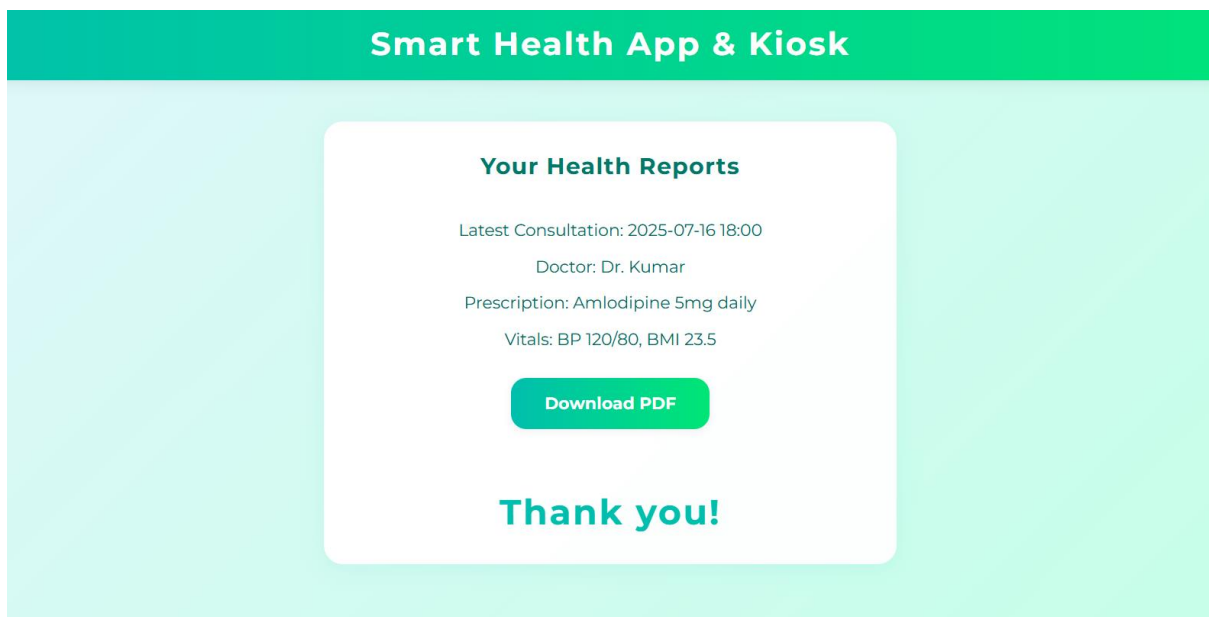 Smart Health App & Kiosk
Your Health Reports
Latest Consultation: 2025-07-16 18:00
Doctor: Dr. Kumar
Prescription: Amlodipine 5mg daily
Vitals: BP 120/80, BMI 23.5
Download PDF
Thank you!